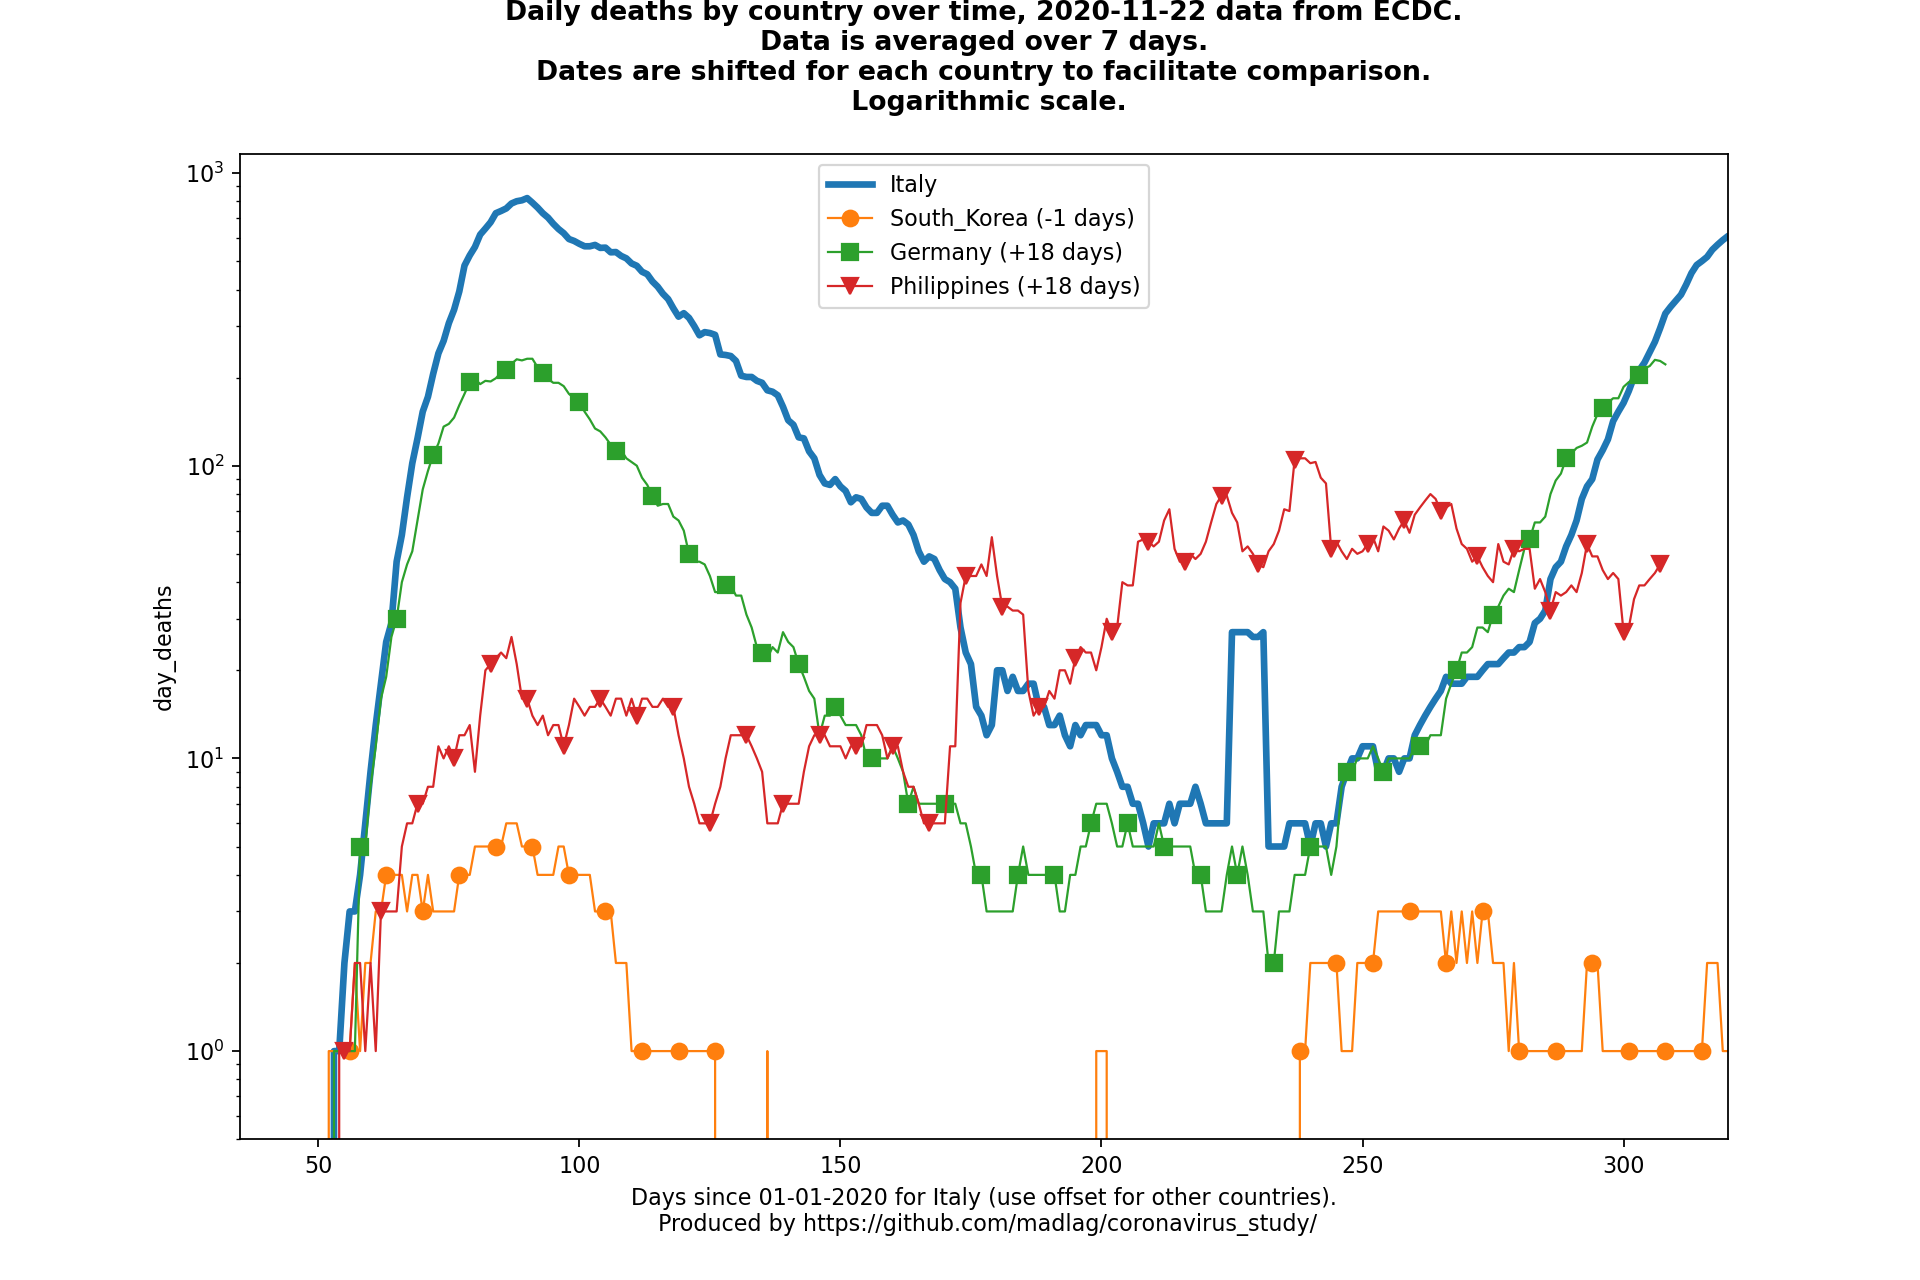 Daily deaths by country over time, 2020-11-22 data from ECDC.
Data is averaged over 7 days.
Dates are shifted for each country to facilitate comparison.
Logarithmic scale.
Italy
South_Korea (-1 days)
Germany (+18 days)
Philippines (+18 days)
day_deaths
10³
10²
10¹
10⁰
50 100 150 200 250 300
Days since 01-01-2020 for Italy (use offset for other countries).
Produced by https://github.com/madlag/coronavirus_study/